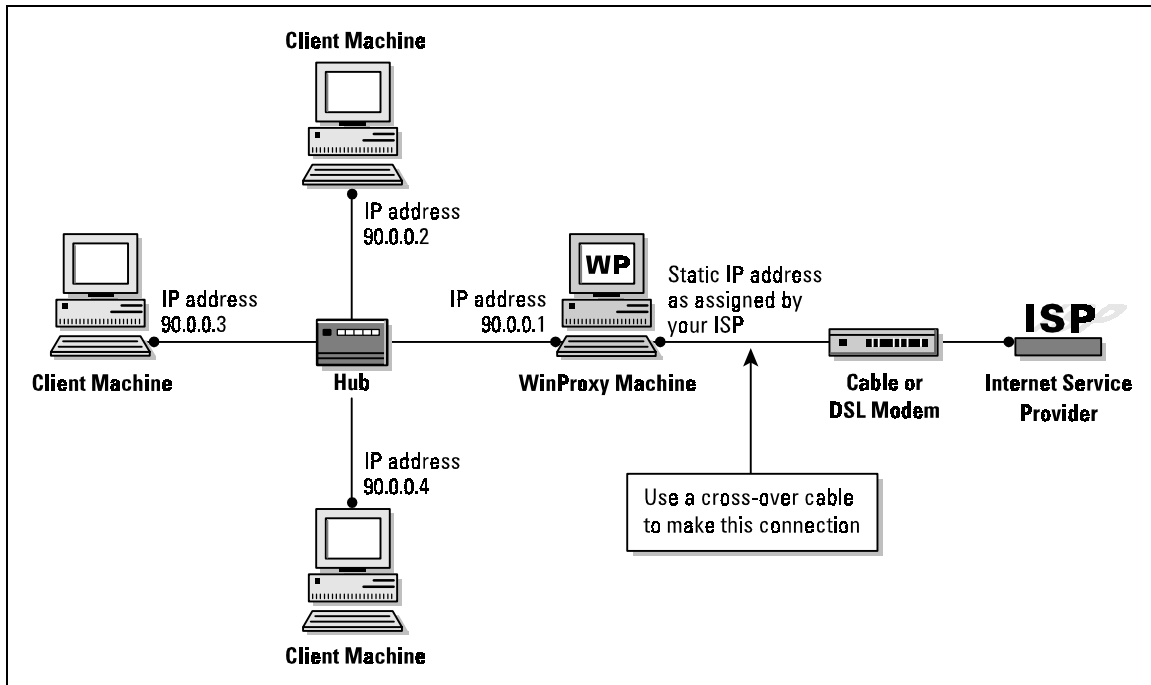 Client Machine
IP address
90.0.0.2
IP address
90.0.0.3
Client Machine
Hub
IP address
90.0.0.1
WP
WinProxy Machine
Static IP address
as assigned by
your ISP
Cable or
DSL Modem
ISP
Internet Service
Provider
IP address
90.0.0.4
Client Machine
Use a cross-over cable
to make this connection